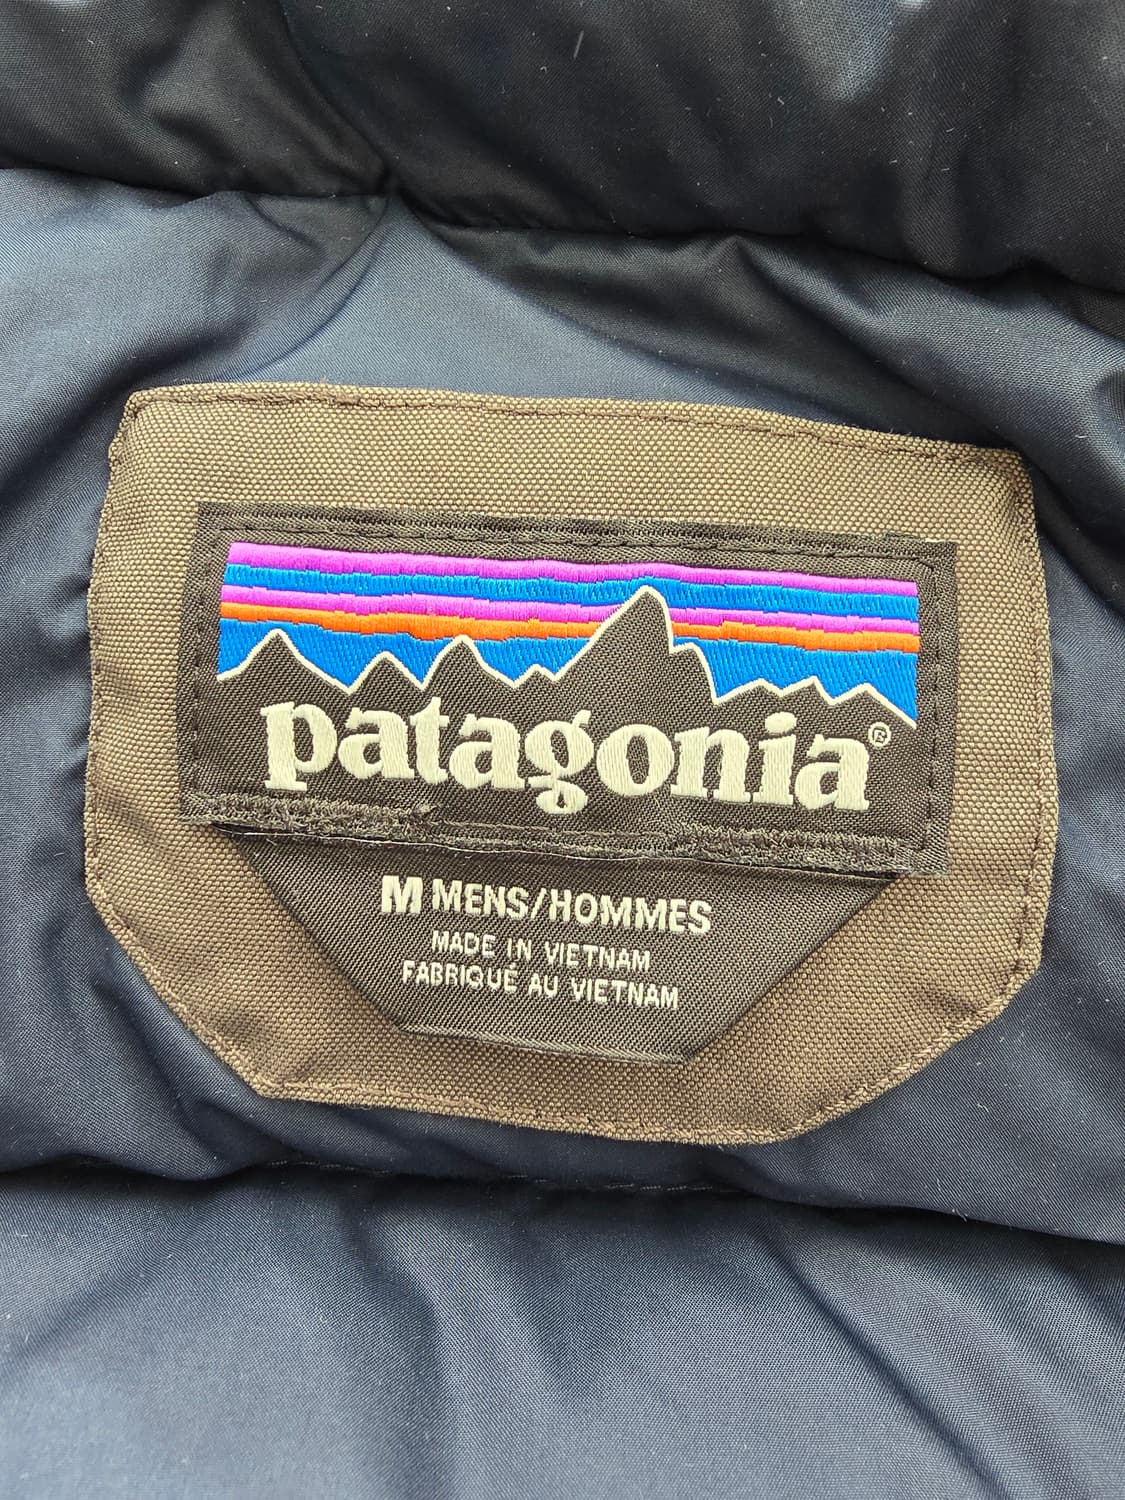 patagonia®
M MENS/HOMMES
MADE IN VIETNAM
FABRIQUÉ AU VIETNAM